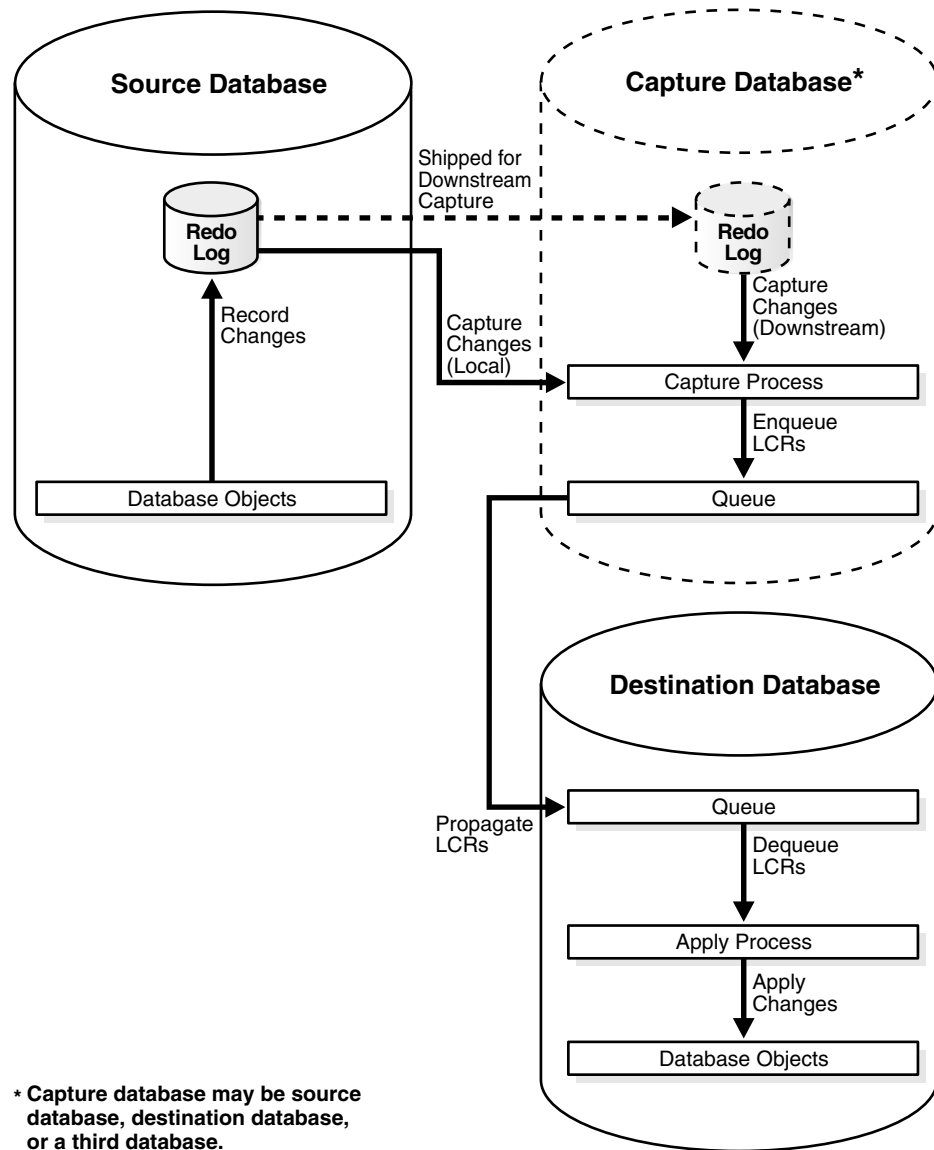 Source Database
Capture Database*
Shipped for
Downstream
Capture
Redo
Log
Redo
Log
Record
Changes
Capture
Changes
(Local)
Capture
Changes
(Downstream)
Capture Process
Enqueue
LCRs
Database Objects
Queue
Destination Database
Queue
Propagate
LCRs
Dequeue
LCRs
Apply Process
Apply
Changes
Database Objects
* Capture database may be source
database, destination database,
or a third database.